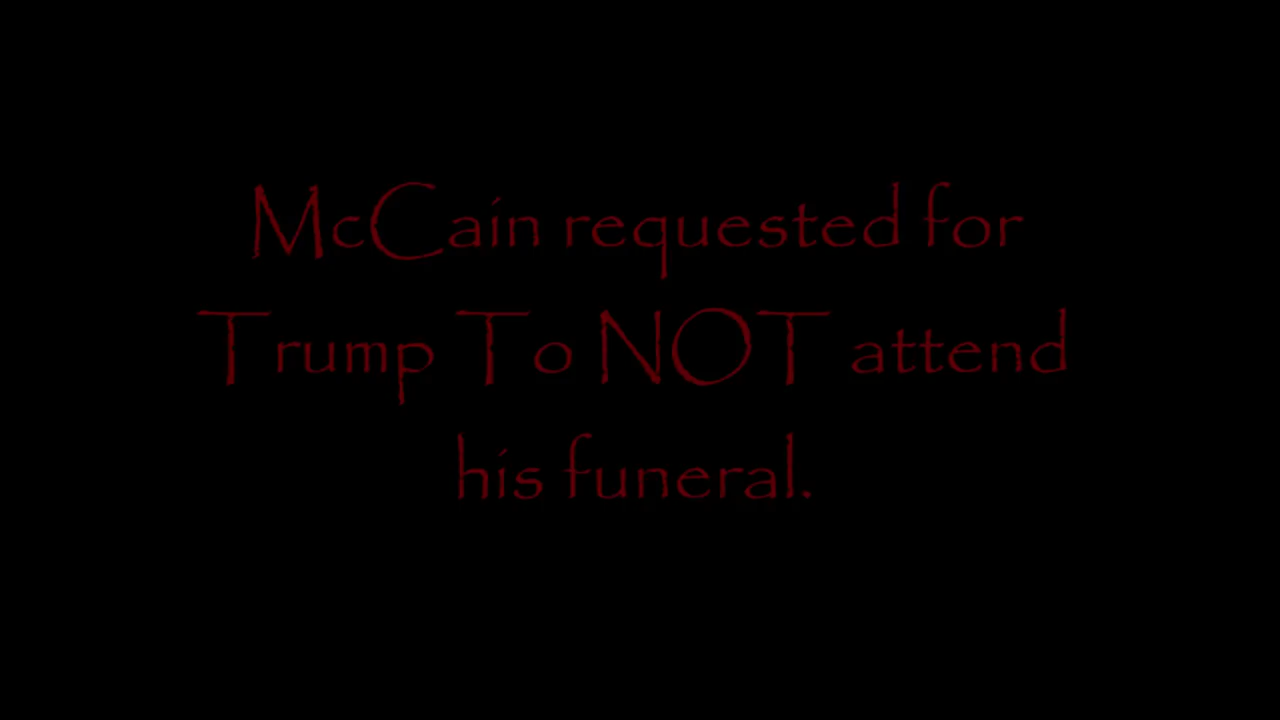 McCain requested for
Trump To NOT attend
his funeral.